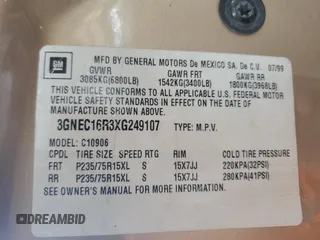 GM
MFD BY GENERAL MOTORS De MEXICO SA. De C.V. 07/99
GVWR GAWR FRT GAWR RR
3085KG(6800LB) 1542KG(3400LB) 1800KG(3968LB)
THIS VEHICLE CONFORMS TO ALL APPLICABLE U.S. FEDERAL MOTOR
VEHICLE SAFETY STANDARDS IN EFFECT ON THE DATE OF
MANUFACTURE SHOWN ABOVE.
3GNEC16R3XG249107 TYPE: M.P.V.
MODEL: C10906
CPDL TIRE SIZE SPEED RTG RIM COLD TIRE PRESSURE
FRT P235/75R15XL S 15X7JJ 220KPA(32PSI)
RR P235/75R15XL S 15X7JJ 280KPA(41PSI)
SEE OWNER'S MANUAL FOR ADDITIONAL INFORMATION.
DREAMBID